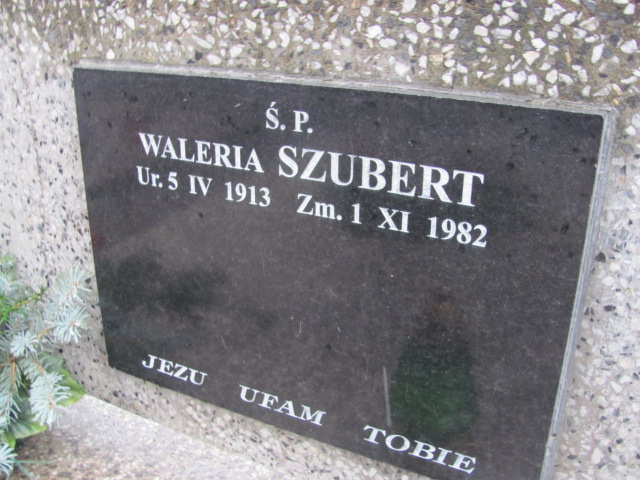 Ś. P.
WALERIA SZUBERT
Ur. 5 IV 1913 Zm. 1 XI 1982
JEZU UFAM TOBIE